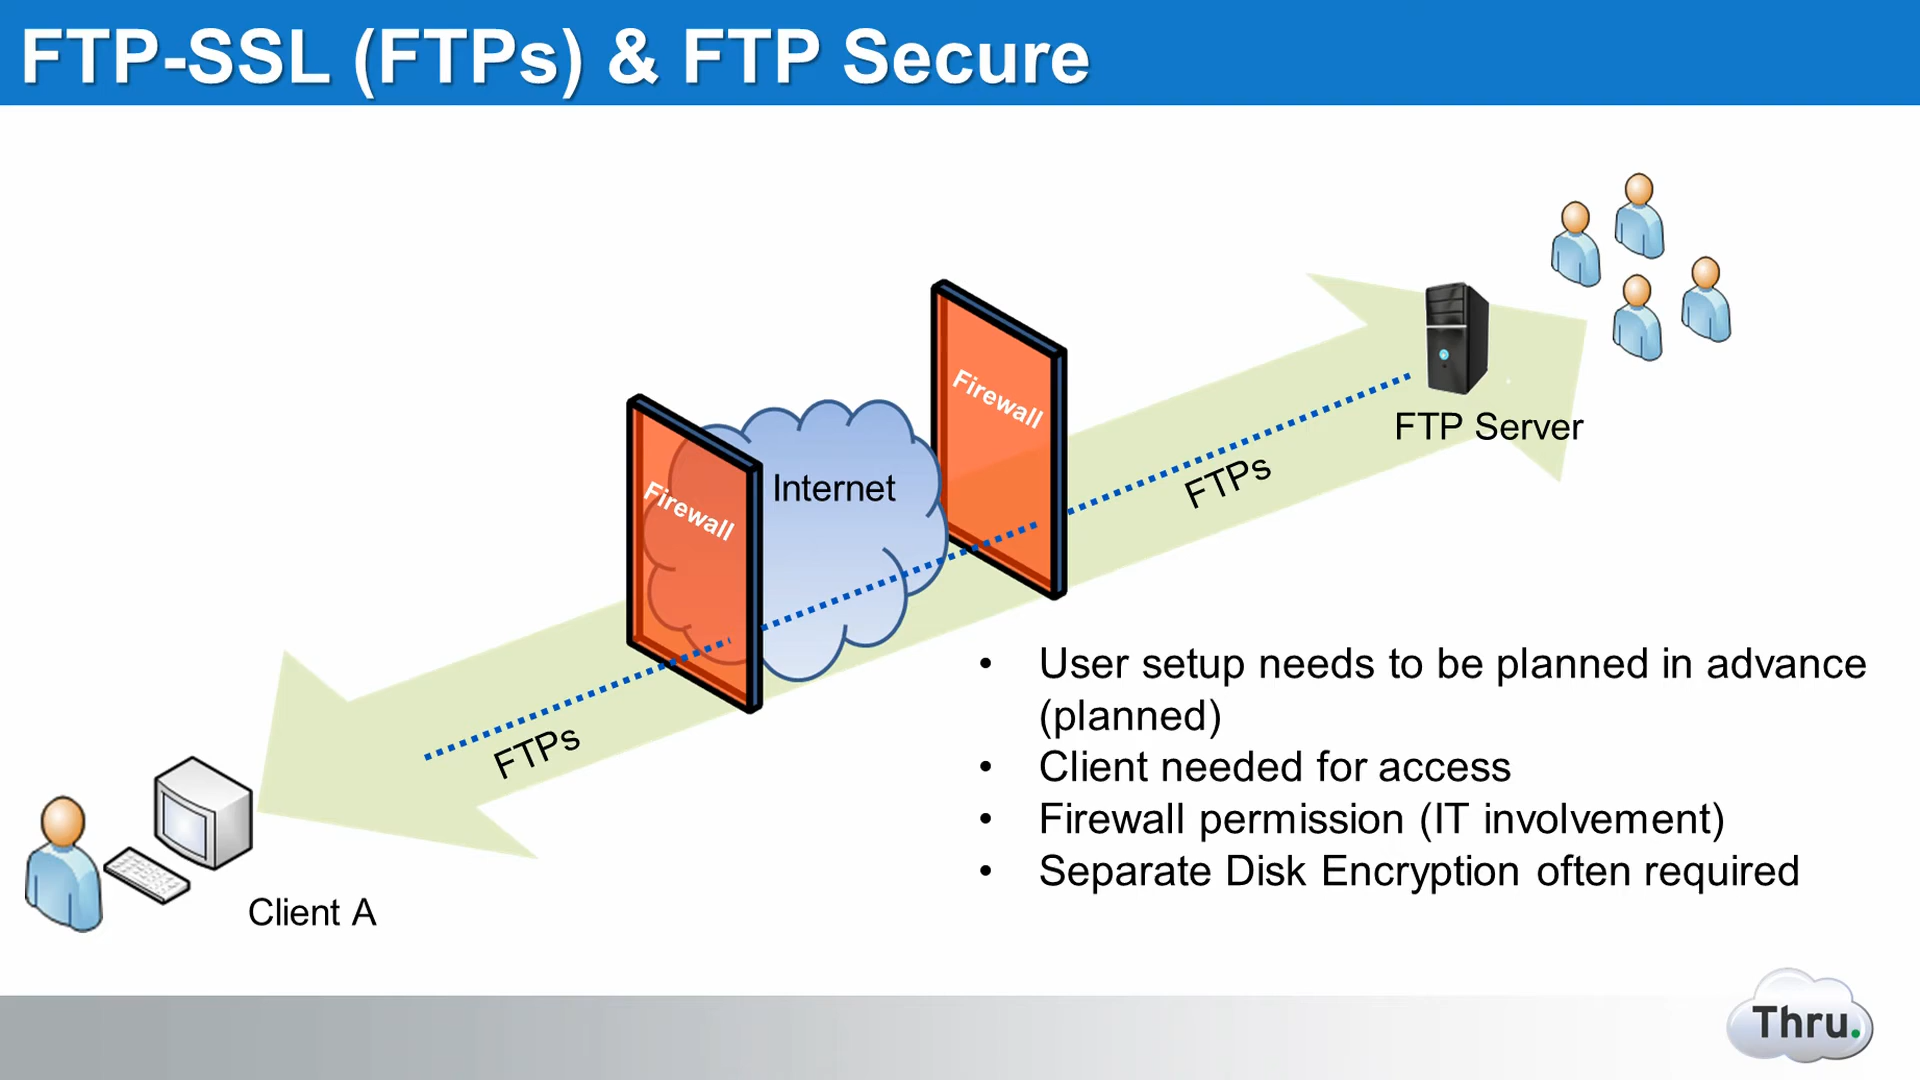 FTP-SSL (FTPs) & FTP Secure
Firewall
Firewall
Internet
FTP Server
FTPs
FTPs
Client A
• User setup needs to be planned in advance
(planned)
• Client needed for access
• Firewall permission (IT involvement)
• Separate Disk Encryption often required
Thru.